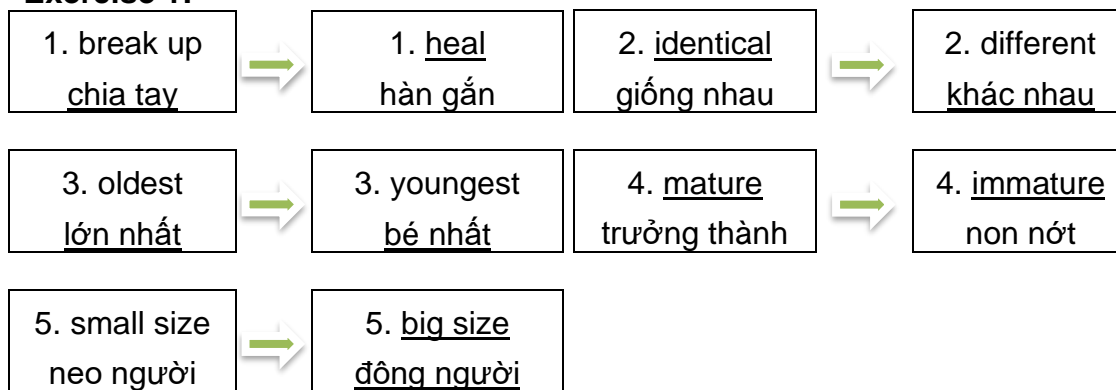 Exercise 1:
1. break up
chia tay
1. heal
hàn gắn
2. identical
giống nhau
2. different
khác nhau
3. oldest
lớn nhất
3. youngest
bé nhất
4. mature
trưởng thành
4. immature
non nớt
5. small size
neo người
5. big size
đông người